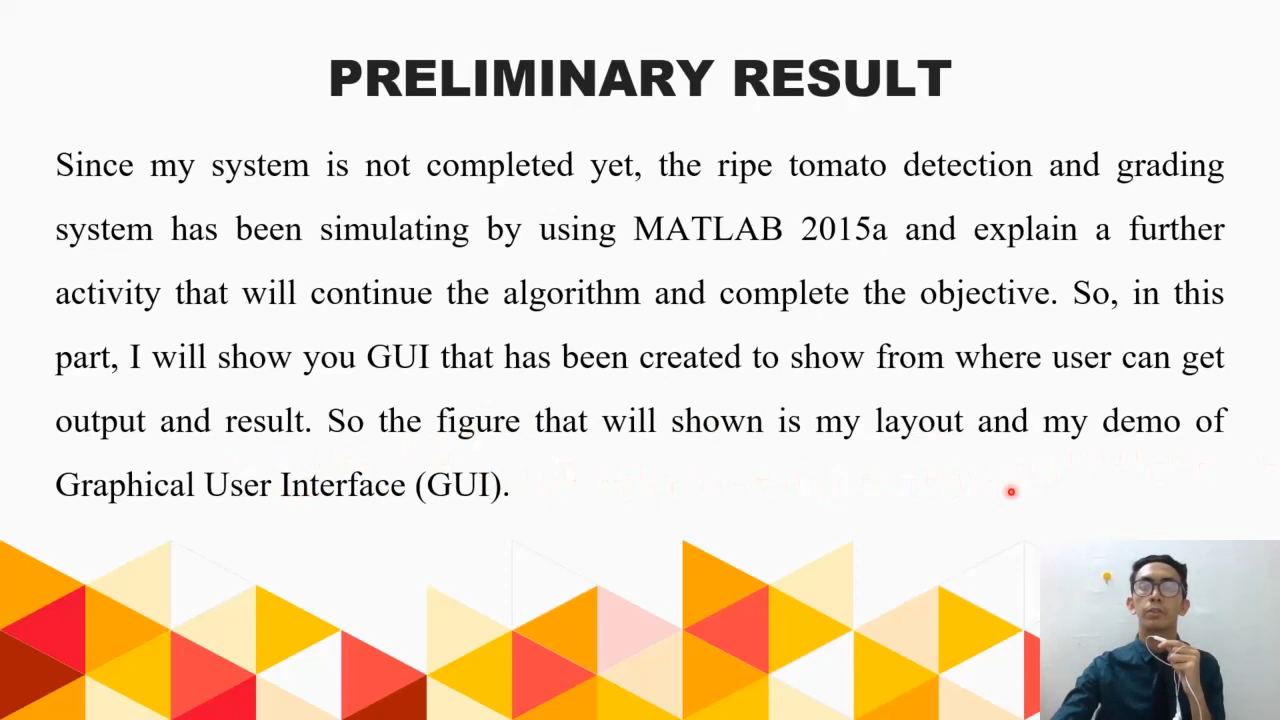 PRELIMINARY RESULT
Since my system is not completed yet, the ripe tomato detection and grading
system has been simulating by using MATLAB 2015a and explain a further
activity that will continue the algorithm and complete the objective. So, in this
part, I will show you GUI that has been created to show from where user can get
output and result. So the figure that will shown is my layout and my demo of
Graphical User Interface (GUI).